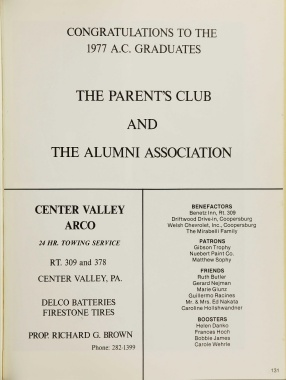 CONGRATULATIONS TO THE
1977 A.C. GRADUATES
THE PARENT'S CLUB
AND
THE ALUMNI ASSOCIATION
CENTER VALLEY
ARCO
24 HR. TOWING SERVICE
RT. 309 and 378
CENTER VALLEY, PA.
DELCO BATTERIES
FIRESTONE TIRES
PROP. RICHARD G. BROWN
Phone: 282-1399
BENEFACTORS
Benetz Inn, Rt. 309
Driftwood Drive-in, Coopersburg
Welsh Chevrolet, Inc., Coopersburg
The Mirabelli Family
PATRONS
Gibson Trophy
Nuebert Paint Co.
Matthew Sophy
FRIENDS
Ruth Butler
Gerard Nejman
Marie Glunz
Guillermo Racines
Mr. & Mrs. Ed Nakata
Caroline Hollshwandner
BOOSTERS
Helen Danko
Frances Hoch
Bobbie James
Carole Wehrle
131